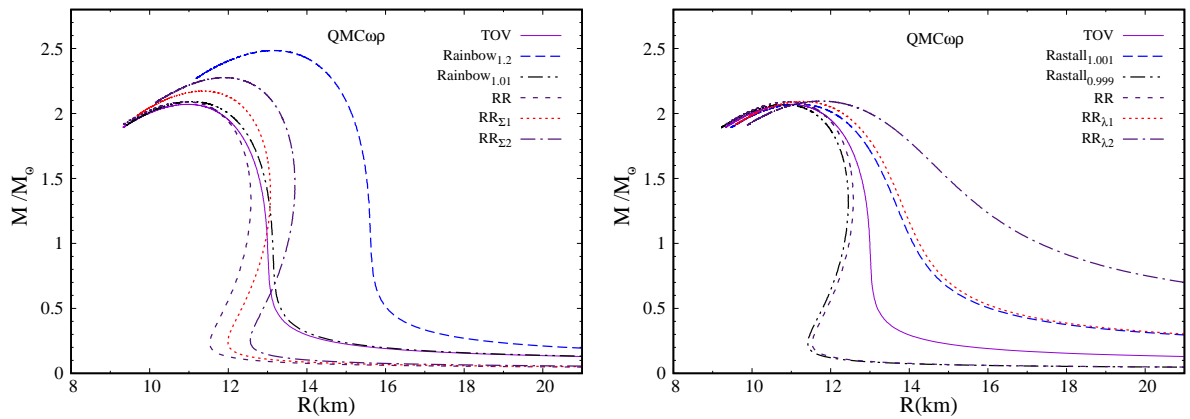 QMCωρ
TOV
Rainbow1.2
Rainbow1.01
RR
RRΣ1
RRΣ2
M /M⊙
3
2.5
2
1.5
1
0.5
0
8 10 12 14 16 18 20
R(km)
QMCωρ
TOV
Rastall1.001
Rastall0.999
RR
RRλ1
RRλ2
M /M⊙
3
2.5
2
1.5
1
0.5
0
8 10 12 14 16 18 20
R(km)